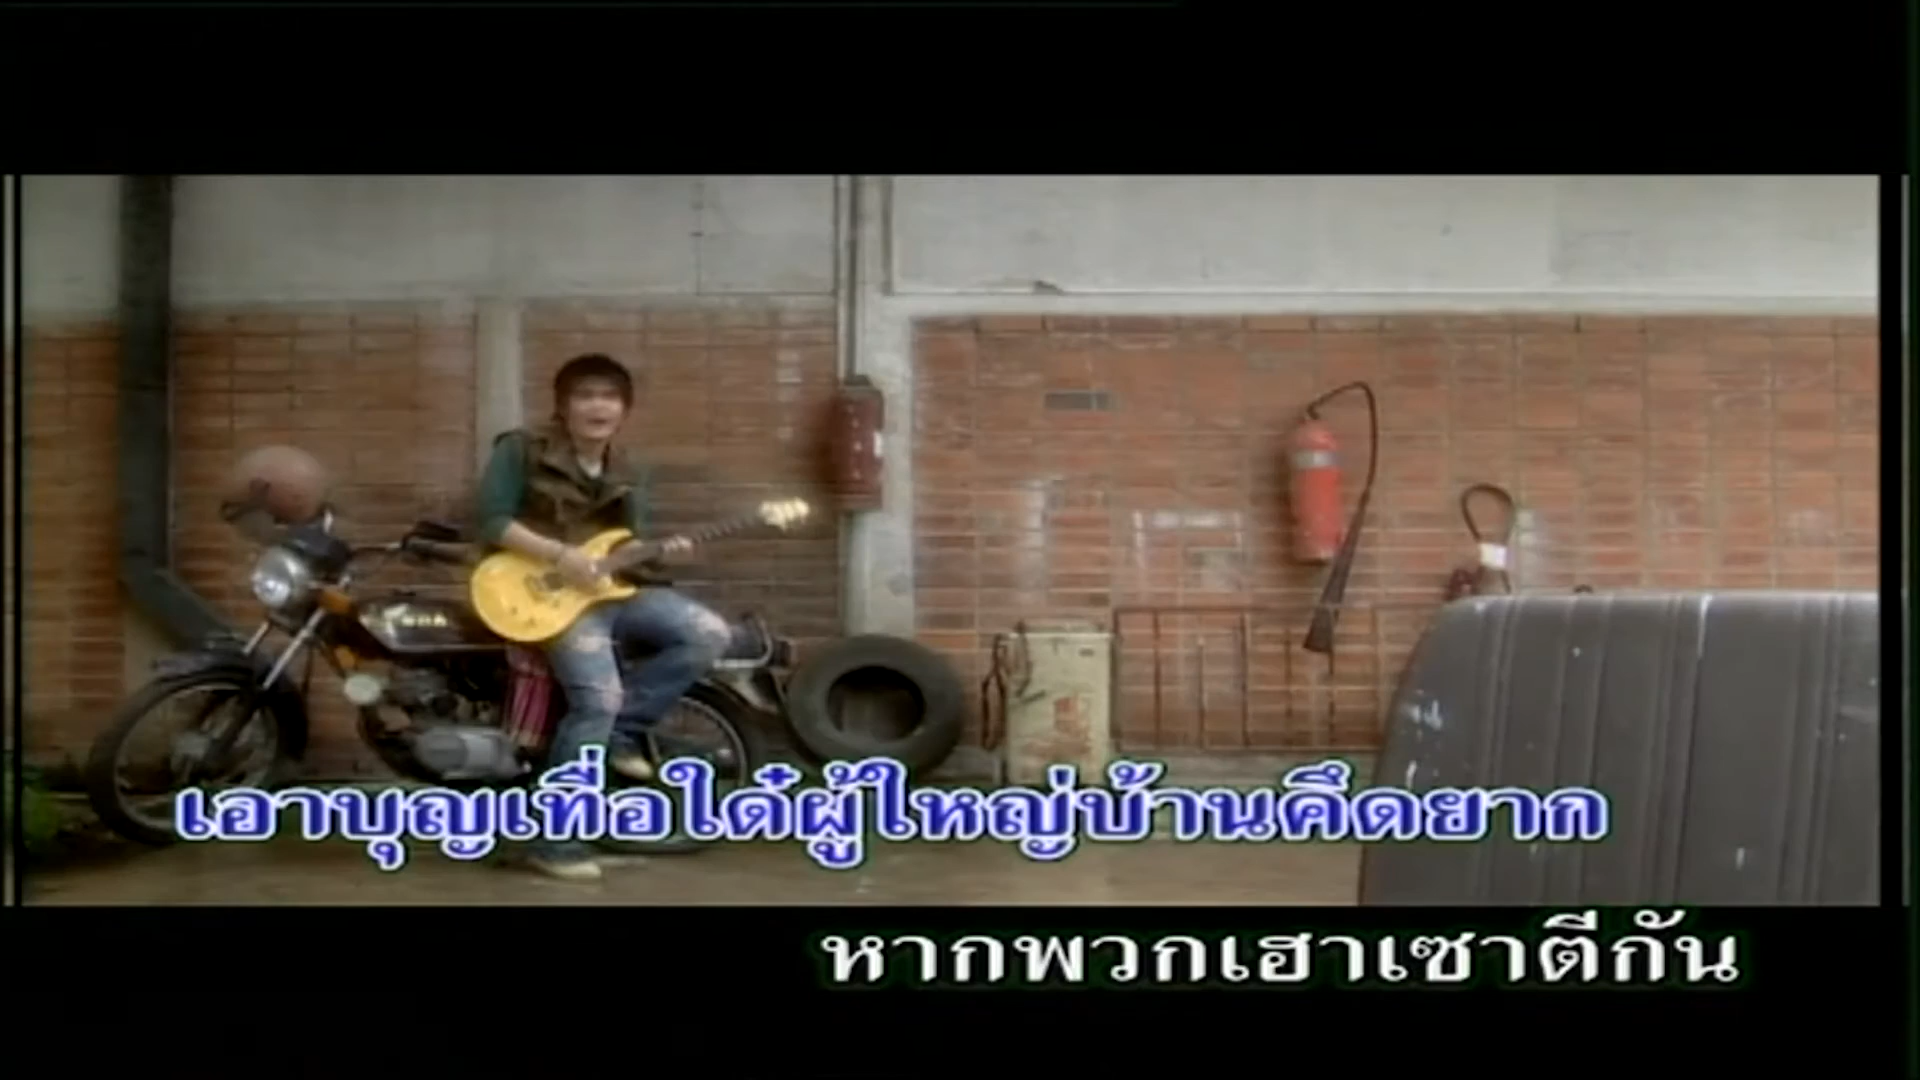 เอาบุญเทื่อใด๋ผู้ใหญ่บ้านคึดยาก
หากพวกเฮาเซาตีกัน